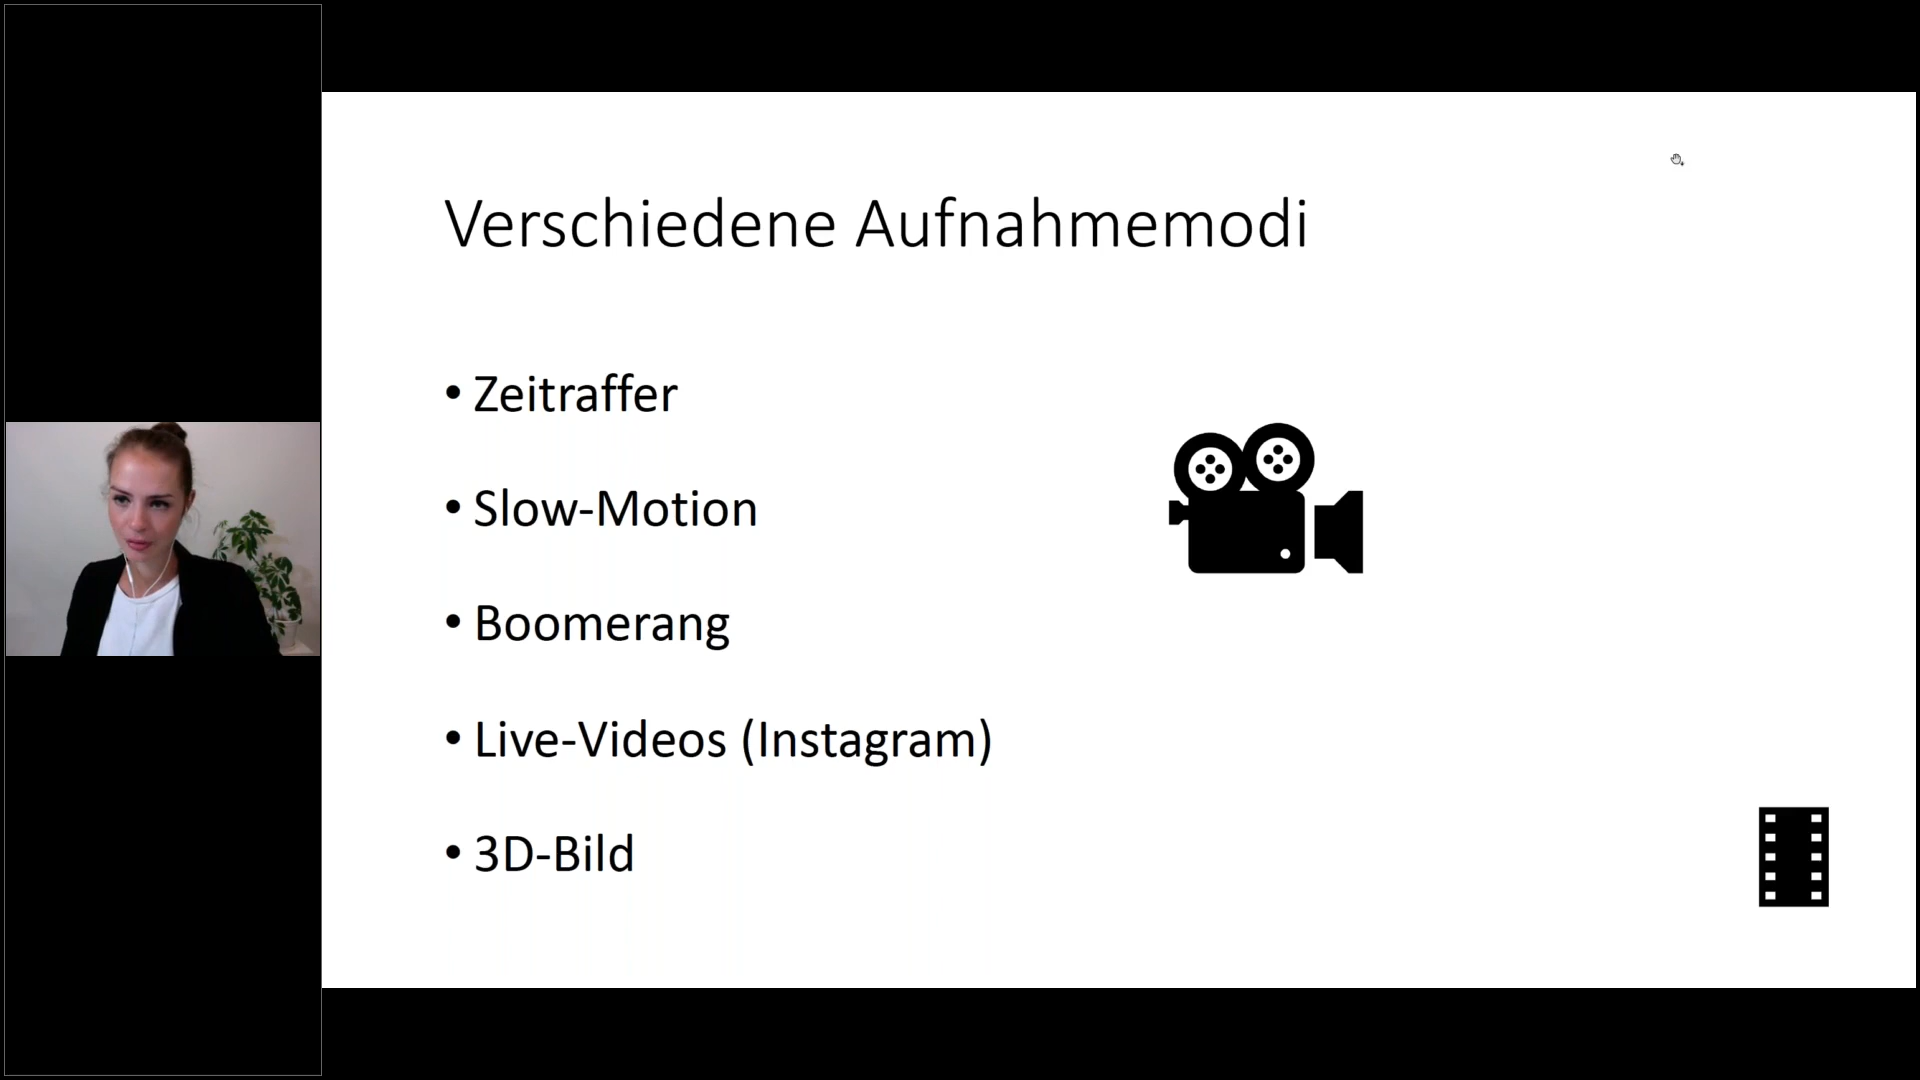 Verschiedene Aufnahmemodi
• Zeitraffer
• Slow-Motion
• Boomerang
• Live-Videos (Instagram)
• 3D-Bild